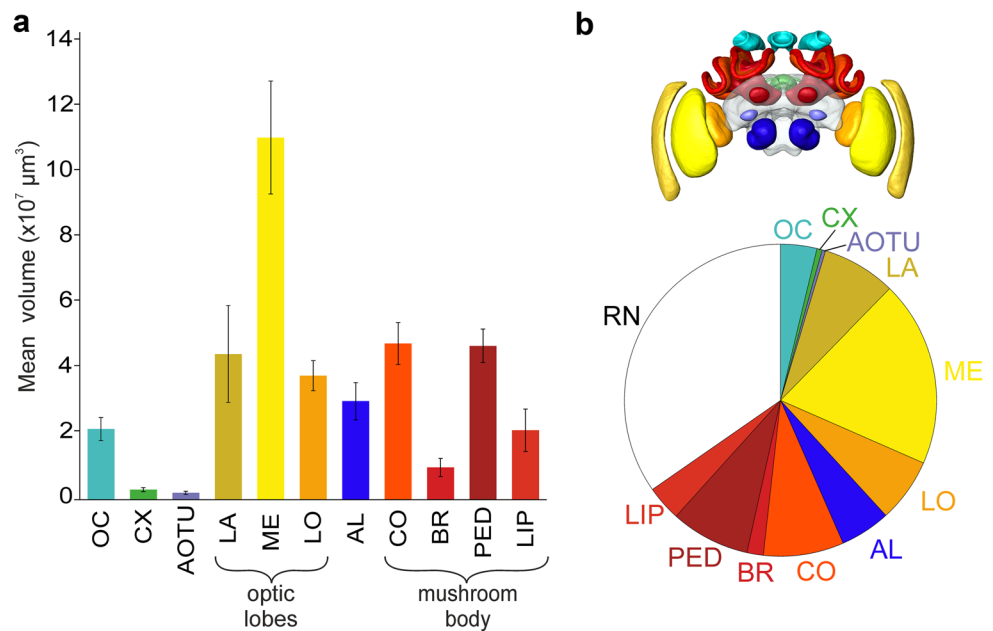 a
14
12
10
8
6
4
2
0
Mean volume (x10⁷ µm³)
OC
CX
AOTU
LA
ME
LO
AL
CO
BR
PED
LIP
optic
lobes
mushroom
body
b
OC
CX
AOTU
LA
ME
LO
AL
CO
BR
PED
LIP
RN